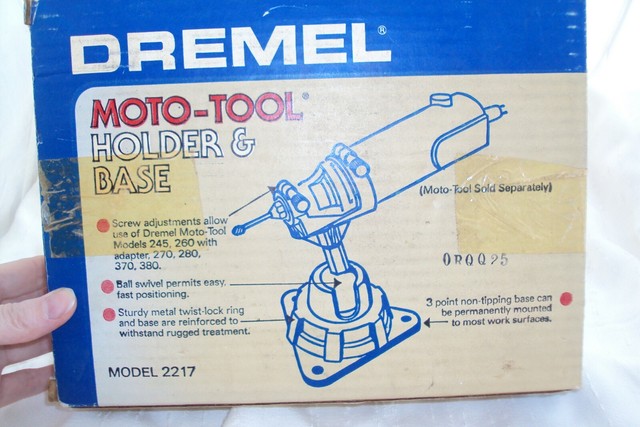 DREMEL®
MOTO-TOOL®
HOLDER &
BASE
(Moto-Tool Sold Separately)
Screw adjustments allow
use of Dremel Moto-Tool
Models 245, 260 with
adapter, 270, 280,
370, 380.
Ball swivel permits easy,
fast positioning.
Sturdy metal twist-lock ring
and base are reinforced to
withstand rugged treatment.
3 point non-tipping base can
be permanently mounted
to most work surfaces.
MODEL 2217